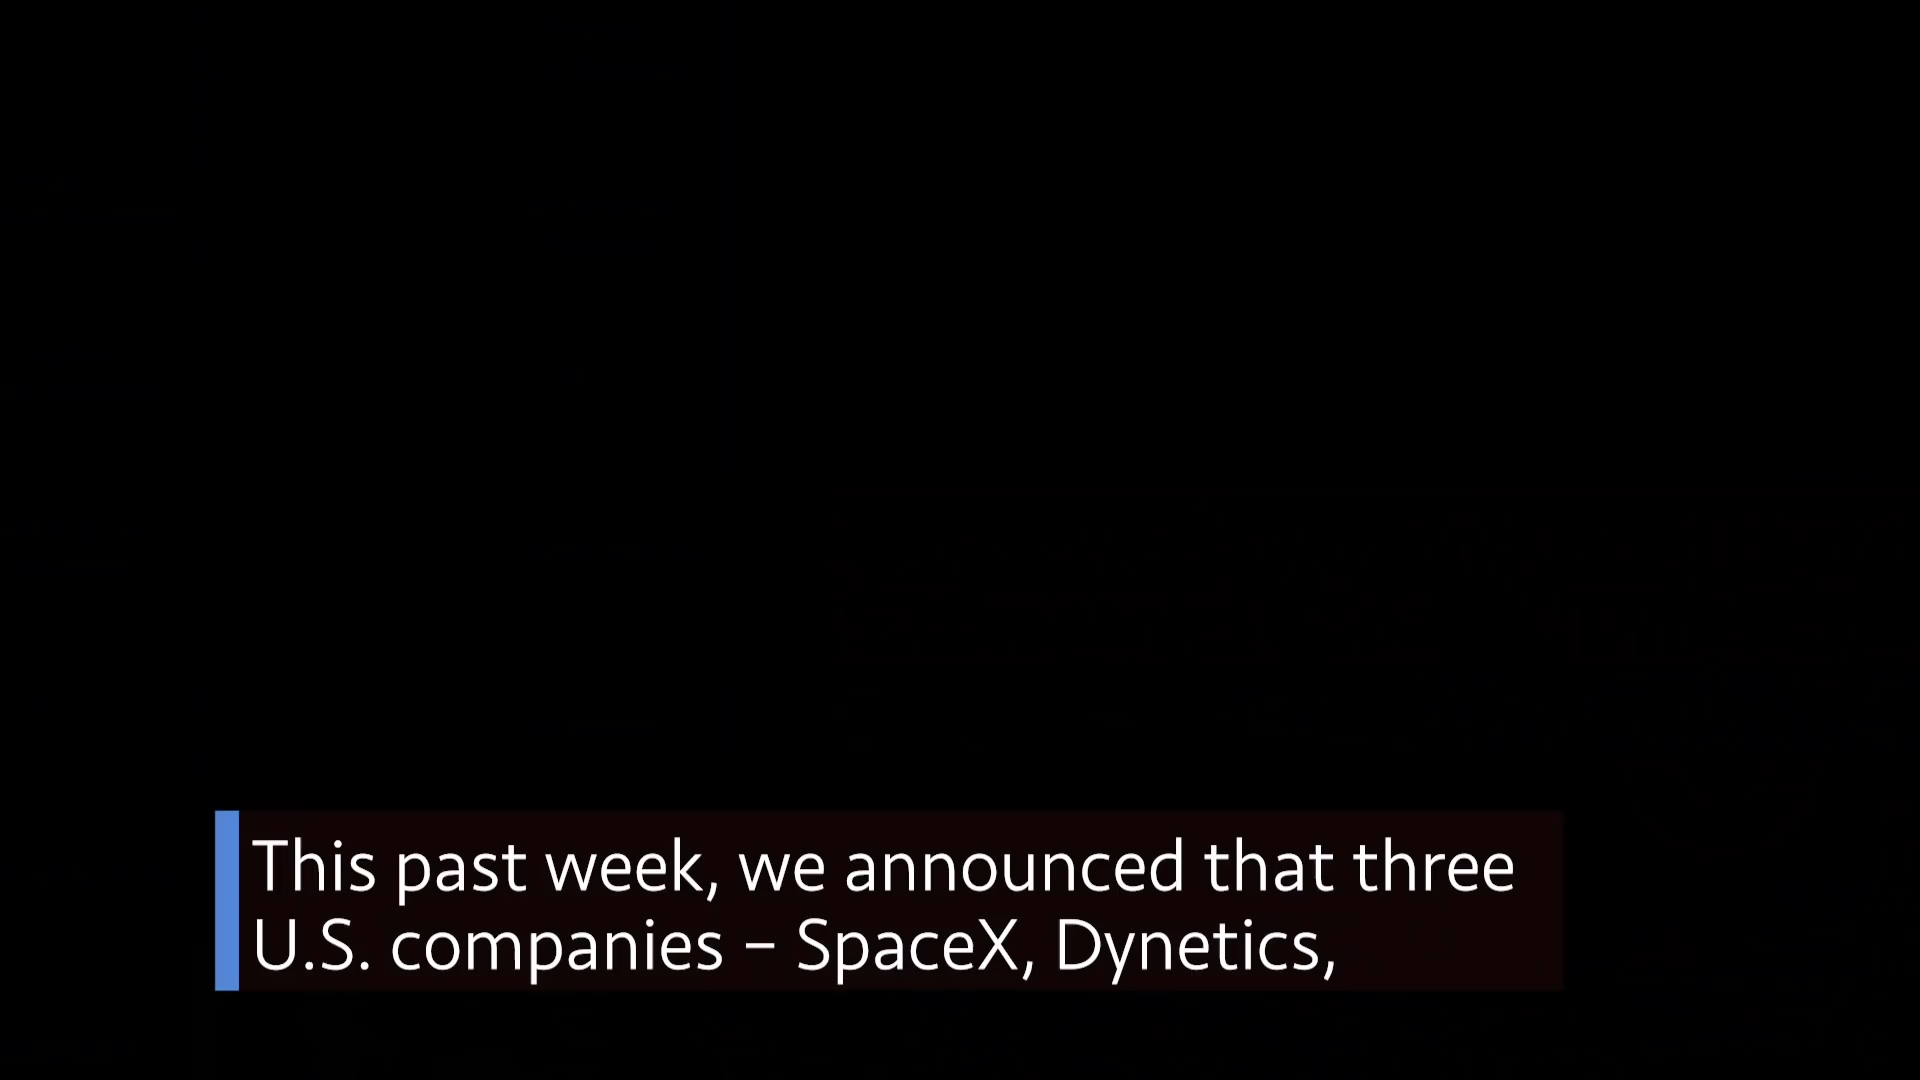 This past week, we announced that three
U.S. companies – SpaceX, Dynetics,